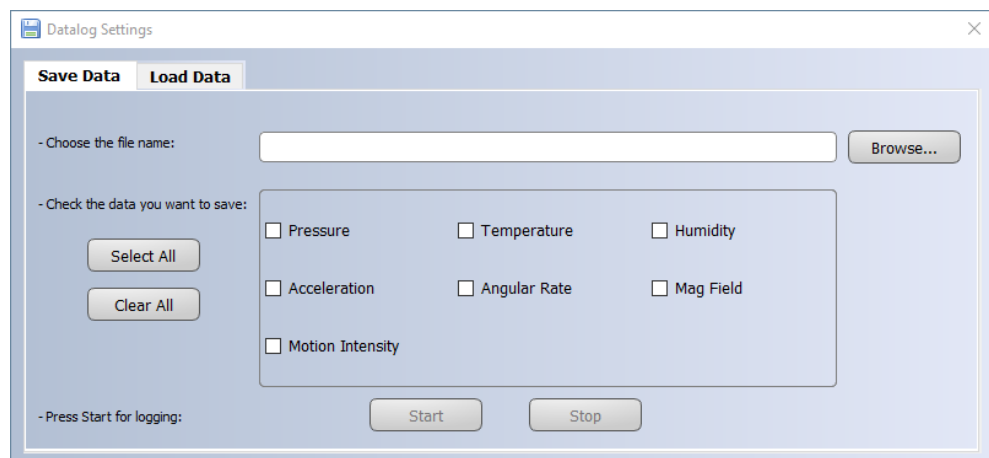 Datalog Settings
Save Data Load Data
- Choose the file name: Browse...
- Check the data you want to save:
Pressure Temperature Humidity
Select All
Acceleration Angular Rate Mag Field
Clear All
Motion Intensity
- Press Start for logging: Start Stop